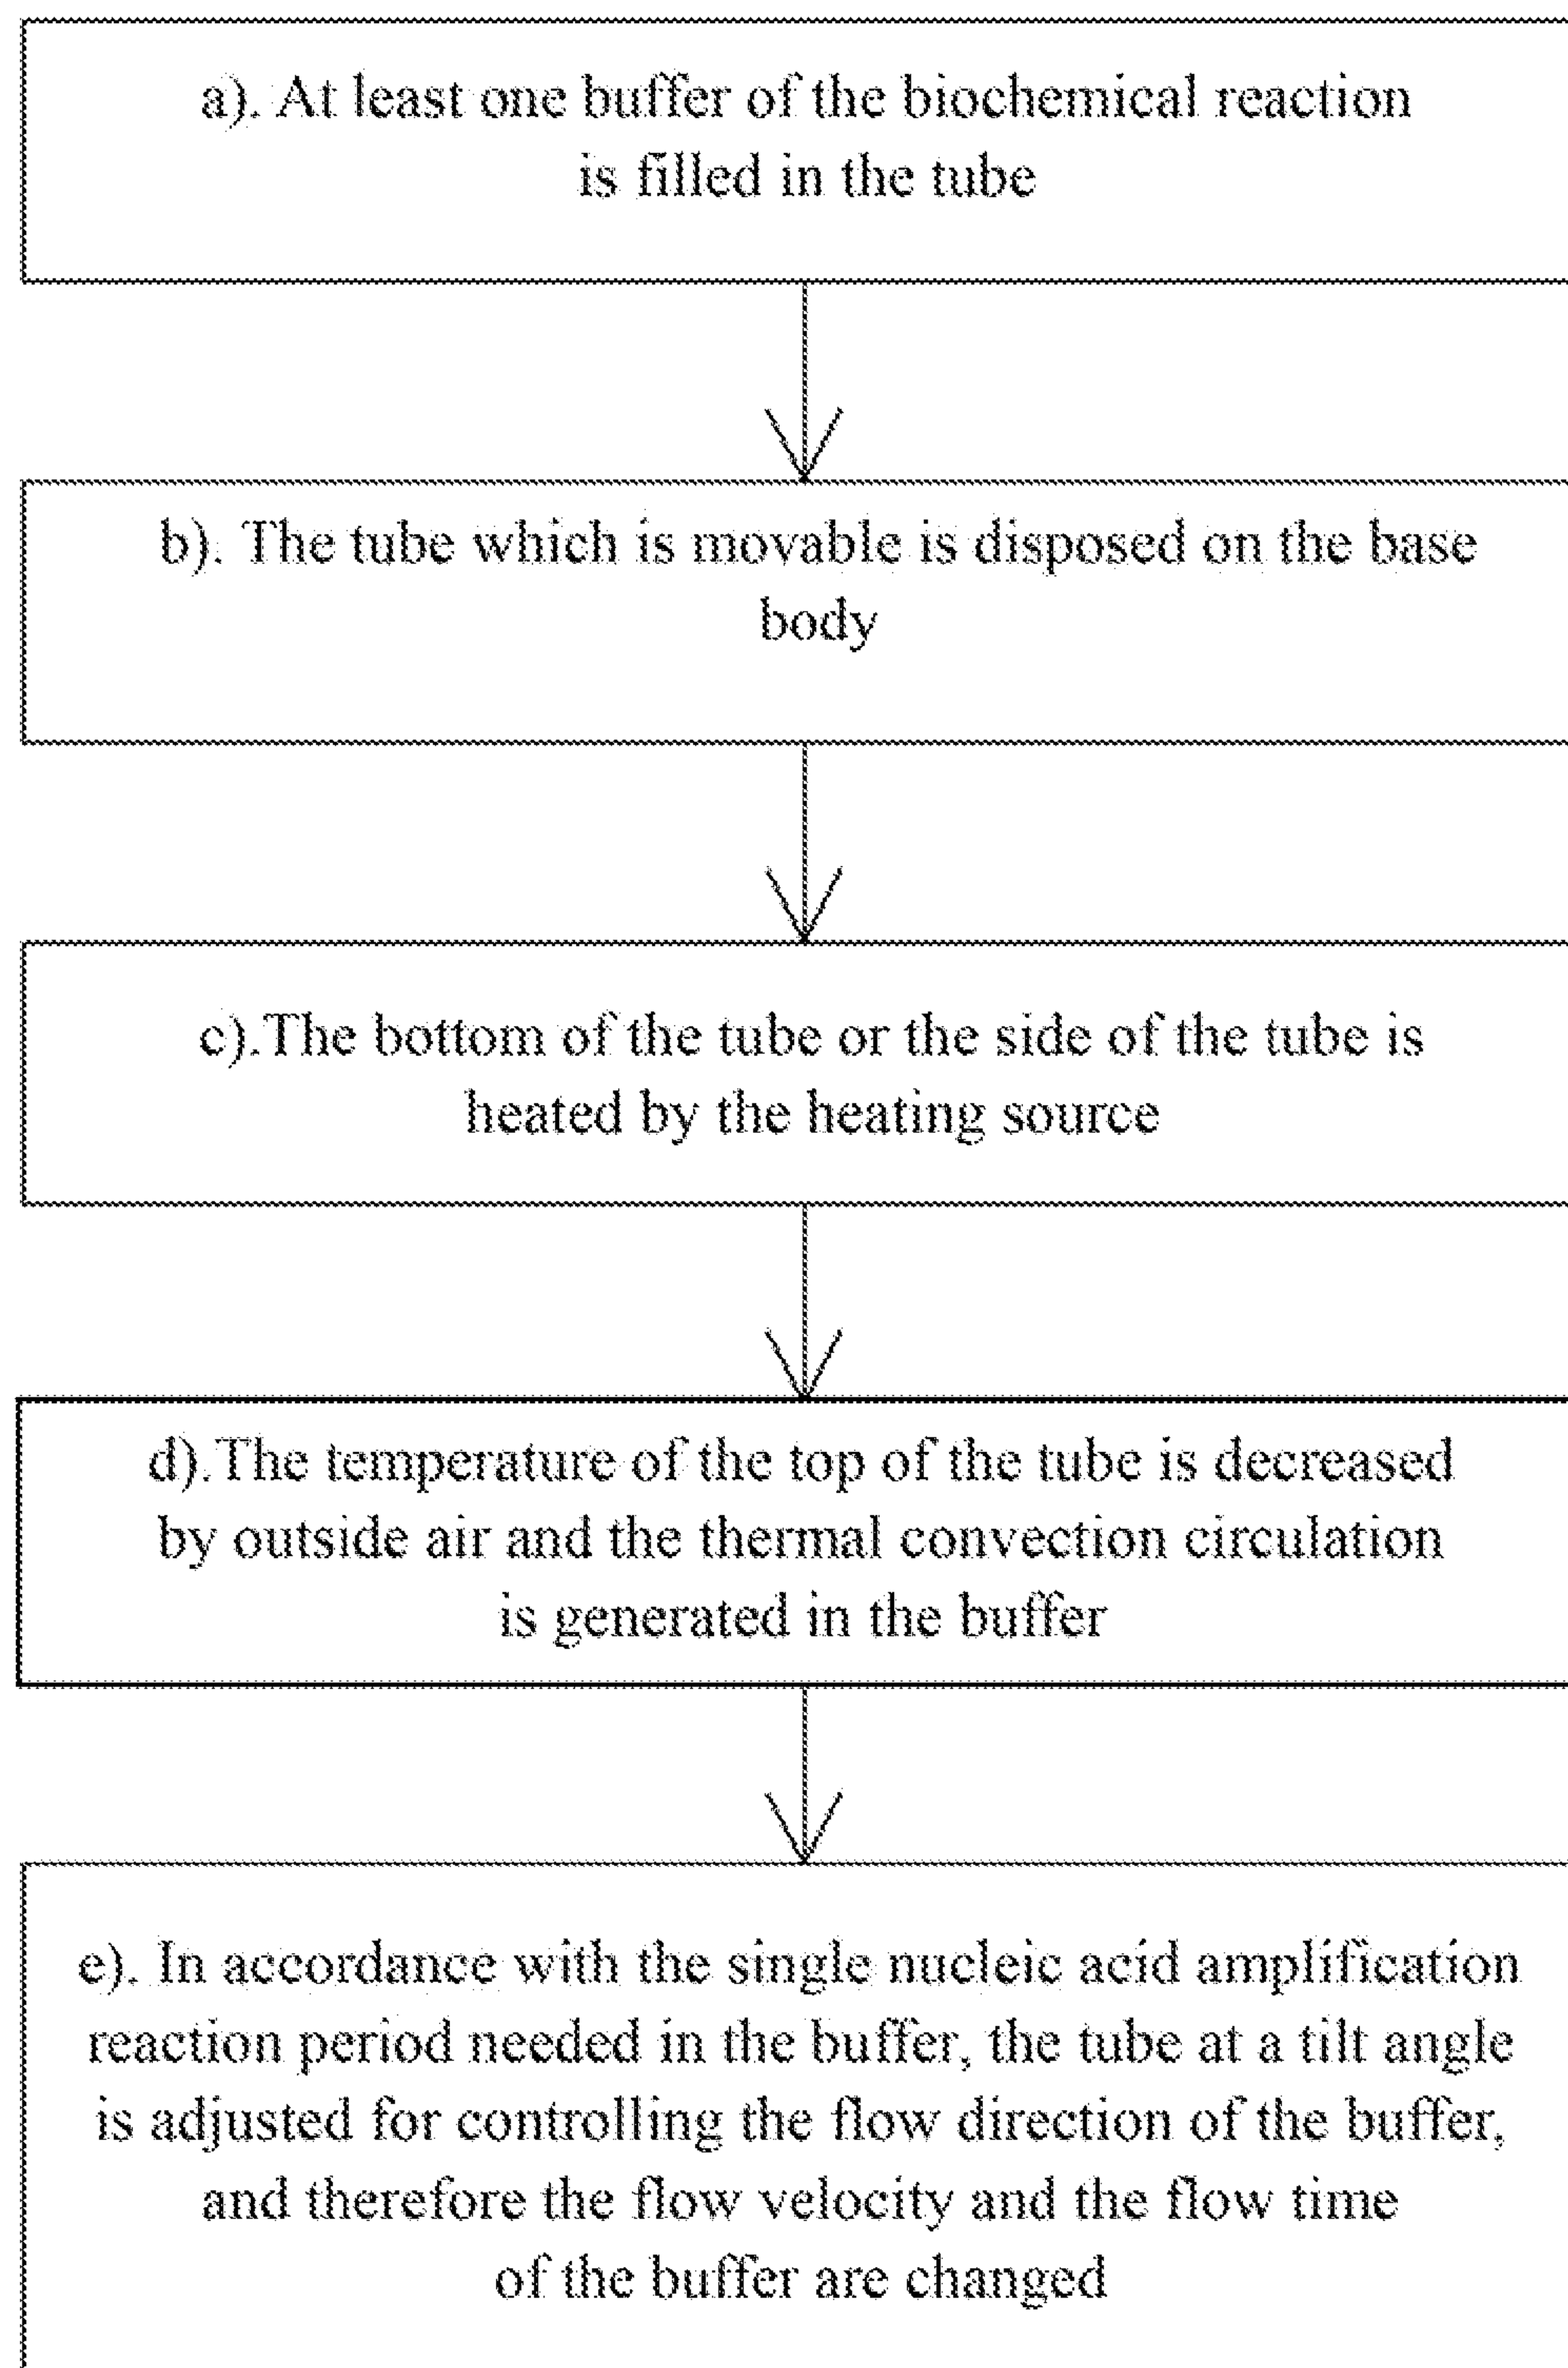 a). At least one buffer of the biochemical reaction
is filled in the tube
b). The tube which is movable is disposed on the base
body
c).The bottom of the tube or the side of the tube is
heated by the heating source
d).The temperature of the top of the tube is decreased
by outside air and the thermal convection circulation
is generated in the buffer
e). In accordance with the single nucleic acid amplification
reaction period needed in the buffer, the tube at a tilt angle
is adjusted for controlling the flow direction of the buffer,
and therefore the flow velocity and the flow time
of the buffer are changed